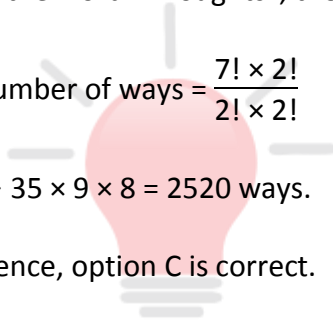 umber of ways = 7! × 2! / 2! × 2!
35 × 9 × 8 = 2520 ways.
ence, option C is correct.